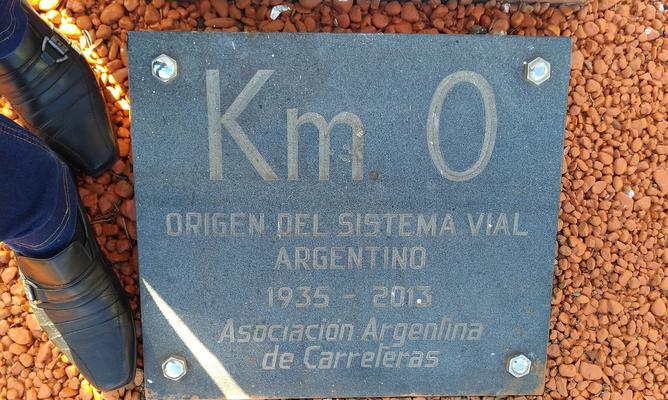 Km. 0
ORIGEN DEL SISTEMA VIAL
ARGENTINO
1935 - 2013
Asociación Argentina
de Carreteras